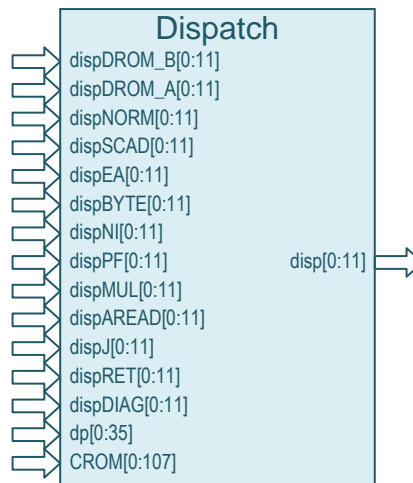 Dispatch
dispDROM_B[0:11]
dispDROM_A[0:11]
dispNORM[0:11]
dispSCAD[0:11]
dispEA[0:11]
dispBYTE[0:11]
dispNI[0:11]
dispPF[0:11] disp[0:11]
dispMUL[0:11]
dispAREAD[0:11]
dispJ[0:11]
dispRET[0:11]
dispDIAG[0:11]
dp[0:35]
CROM[0:107]